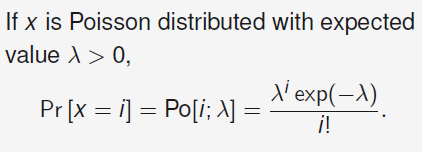 If x is Poisson distributed with expected
value λ > 0,
Pr [x = i] = Po[i; λ] = λ^i exp(−λ) / i! .